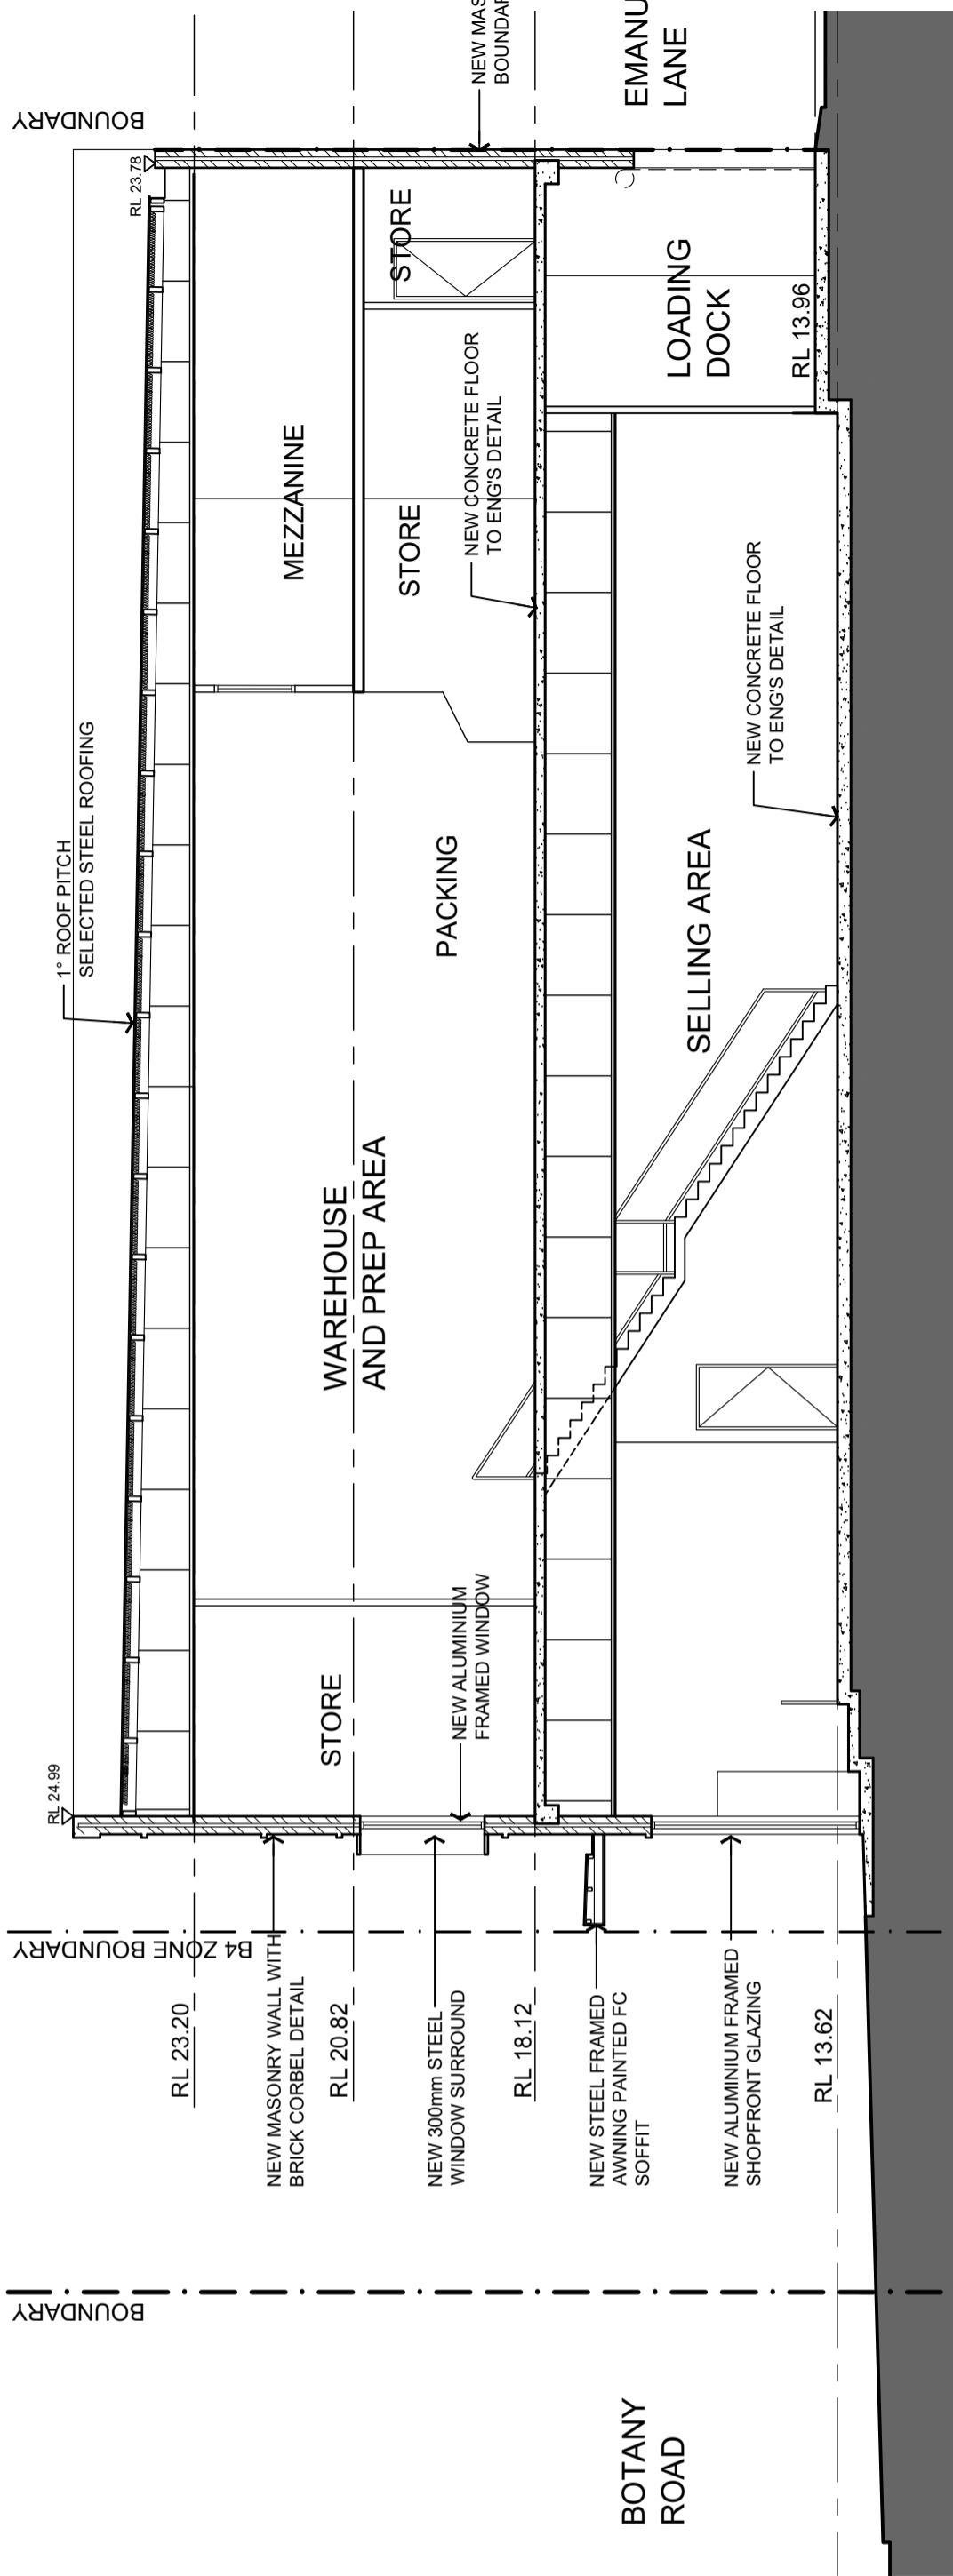 BOTANY
ROAD
BOUNDARY
B4 ZONE BOUNDARY
RL 24.99
RL 23.20
NEW MASONRY WALL WITH
BRICK CORBEL DETAIL
RL 20.82
NEW 300mm STEEL
WINDOW SURROUND
RL 18.12
NEW STEEL FRAMED
AWNING PAINTED FC
SOFFIT
NEW ALUMINIUM FRAMED
SHOPFRONT GLAZING
RL 13.62
STORE
NEW ALUMINIUM
FRAMED WINDOW
WAREHOUSE
AND PREP AREA
PACKING
1° ROOF PITCH
SELECTED STEEL ROOFING
SELLING AREA
MEZZANINE
STORE
NEW CONCRETE FLOOR
TO ENG'S DETAIL
NEW CONCRETE FLOOR
TO ENG'S DETAIL
STORE
LOADING
DOCK
RL 13.96
RL 23.78
BOUNDARY
NEW MAS
BOUNDAR
EMANU
LANE